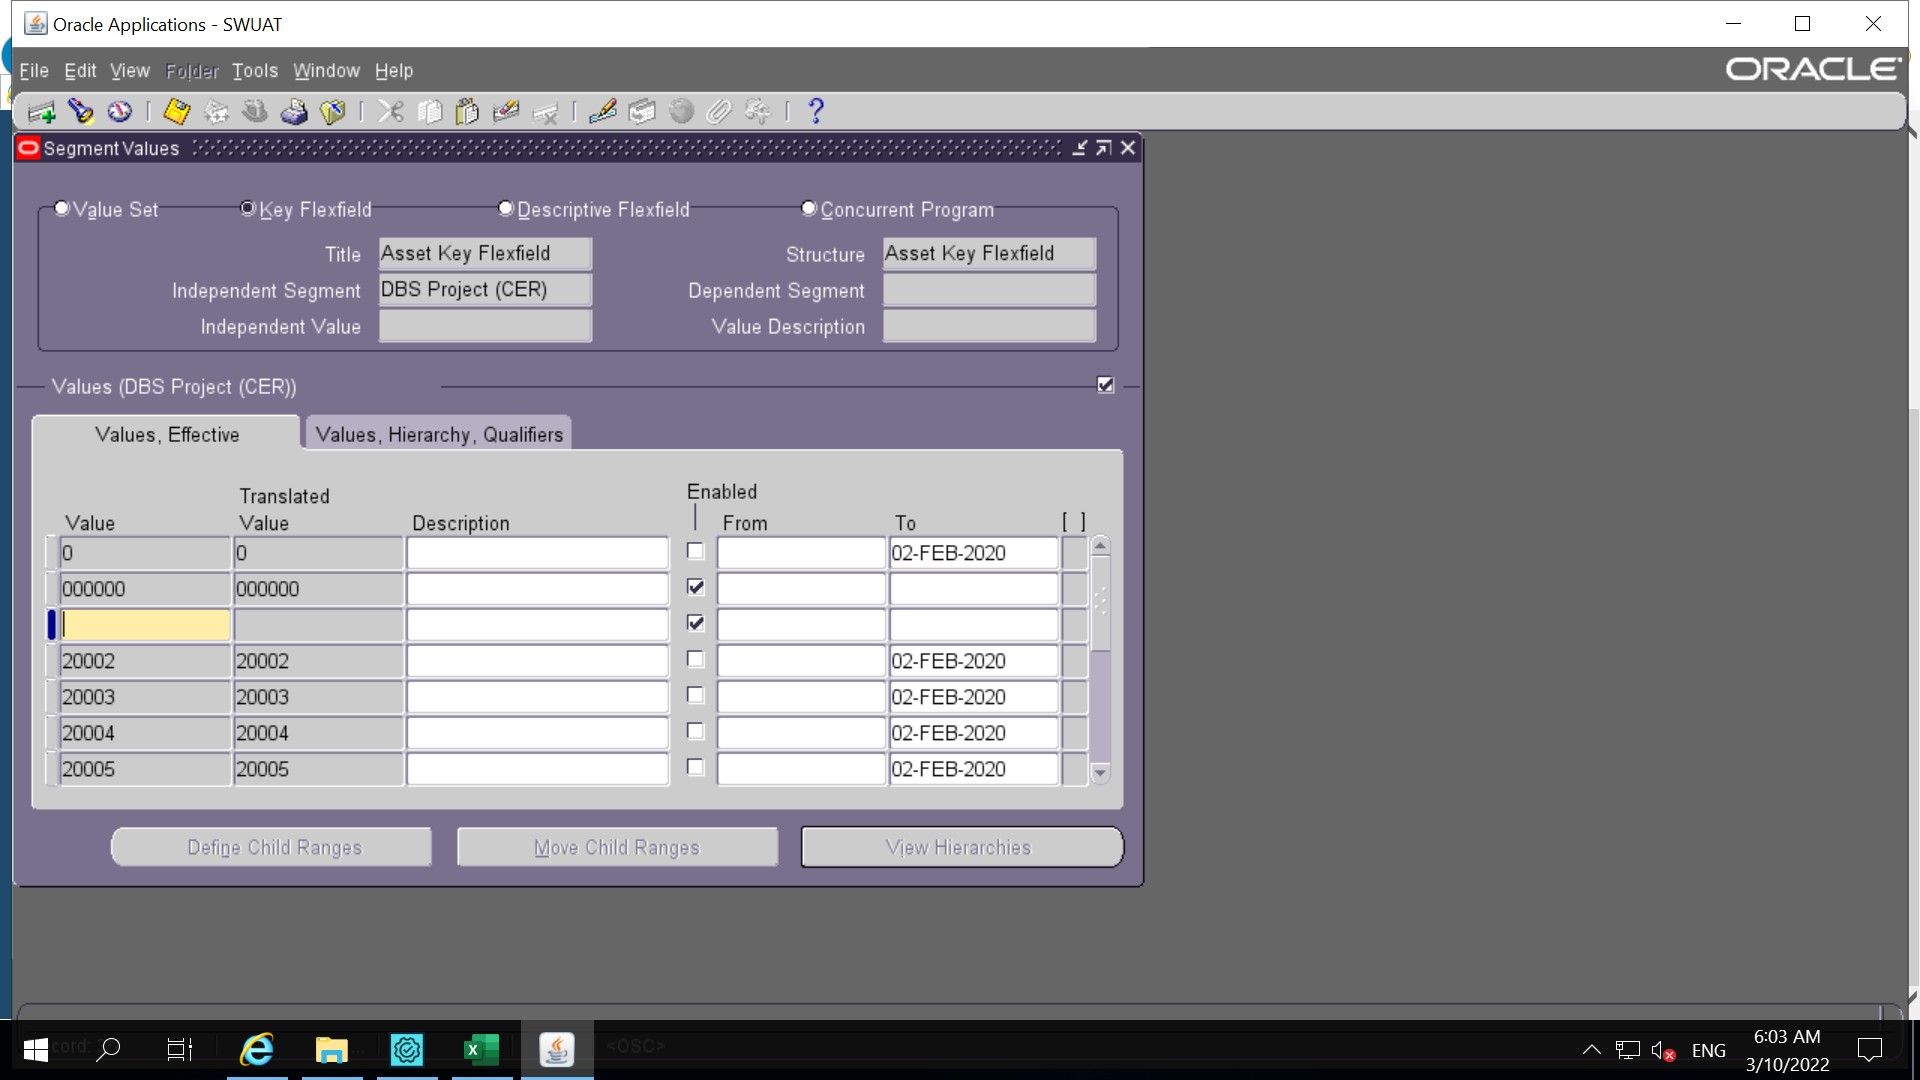 Oracle Applications - SWUAT
File Edit View Folder Tools Window Help
ORACLE
Segment Values
Value Set Key Flexfield Descriptive Flexfield Concurrent Program
Title Asset Key Flexfield Structure Asset Key Flexfield
Independent Segment DBS Project (CER) Dependent Segment
Independent Value Value Description
Values (DBS Project (CER))
Values, Effective Values, Hierarchy, Qualifiers
Translated Enabled
Value Value Description From To [ ]
0 0 02-FEB-2020
000000 000000
20002 20002 02-FEB-2020
20003 20003 02-FEB-2020
20004 20004 02-FEB-2020
20005 20005 02-FEB-2020
Define Child Ranges Move Child Ranges View Hierarchies
<OSC>
ENG
6:03 AM
3/10/2022